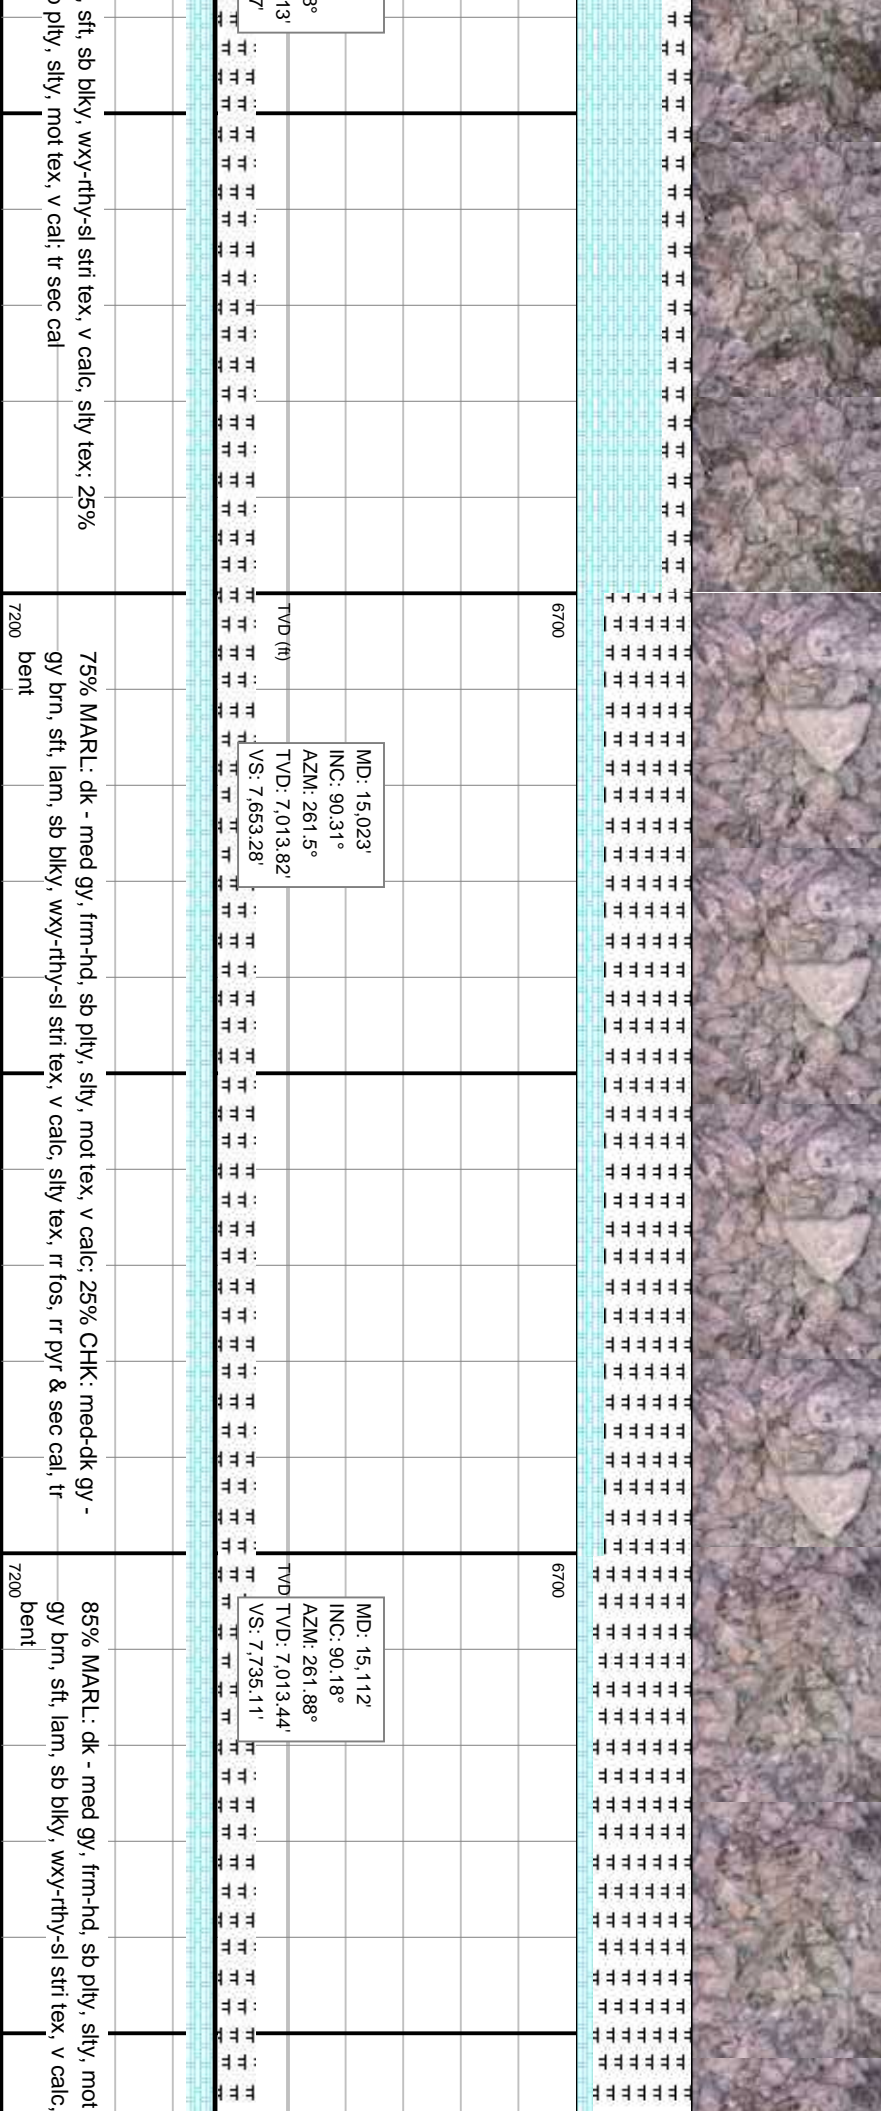 3°
13'
7'
, sft, sb blky, wxy-rthy-sl stri tex, v calc, slty tex; 25%
plty, slty, mot tex, v cal; tr sec cal
6700
TVD (ft)
7200
MD: 15,023'
INC: 90.31°
AZM: 261.5°
TVD: 7,013.82'
VS: 7,653.28'
75% MARL: dk - med gy, frm-hd, sb plty, slty, mot tex, v calc; 25% CHK: med-dk gy -
gy brn, sft, lam, sb blky, wxy-rthy-sl stri tex, v calc, slty tex, rr fos, rr pyr & sec cal, tr
bent
6700
TVD
7200
MD: 15,112'
INC: 90.18°
AZM: 261.88°
TVD: 7,013.44'
VS: 7,735.11'
85% MARL: dk - med gy, frm-hd, sb plty, slty, mot
gy brn, sft, lam, sb blky, wxy-rthy-sl stri tex, v calc,
bent